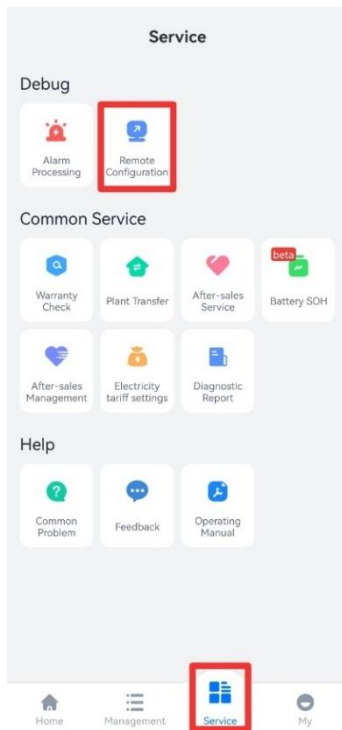 Service
Debug
Alarm
Processing
Remote
Configuration
Common Service
Warranty
Check
Plant Transfer
After-sales
Service
beta
Battery SOH
After-sales
Management
Electricity
tariff settings
Diagnostic
Report
Help
Common
Problem
Feedback
Operating
Manual
Home
Management
Service
My